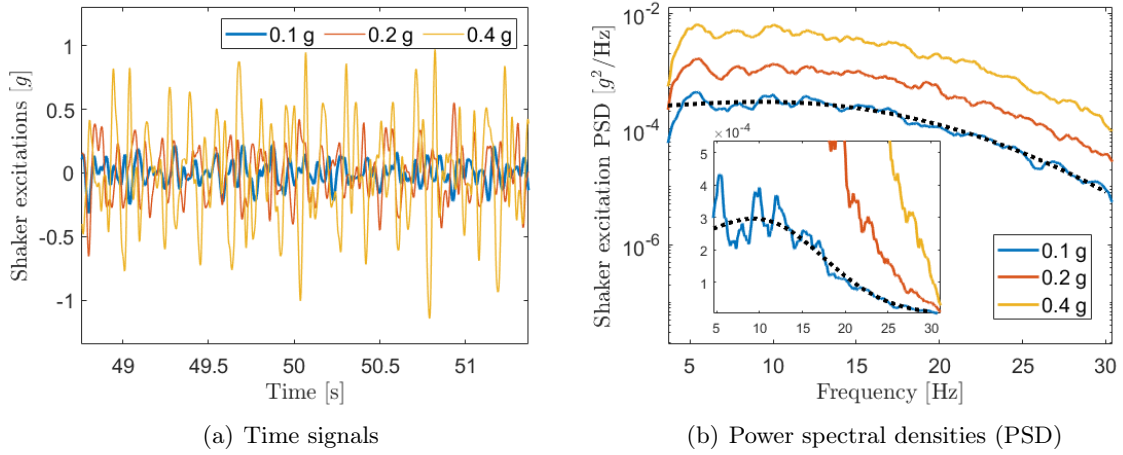 0.1 g 0.2 g 0.4 g
1
0.5
0
-0.5
-1
Shaker excitations [g]
49 49.5 50 50.5 51
Time [s]
(a) Time signals
10^-2
10^-4
10^-6
Shaker excitation PSD [g^2/Hz]
×10^-4
5
4
3
2
1
5 10 15 20 25 30
0.1 g
0.2 g
0.4 g
5 10 15 20 25 30
Frequency [Hz]
(b) Power spectral densities (PSD)